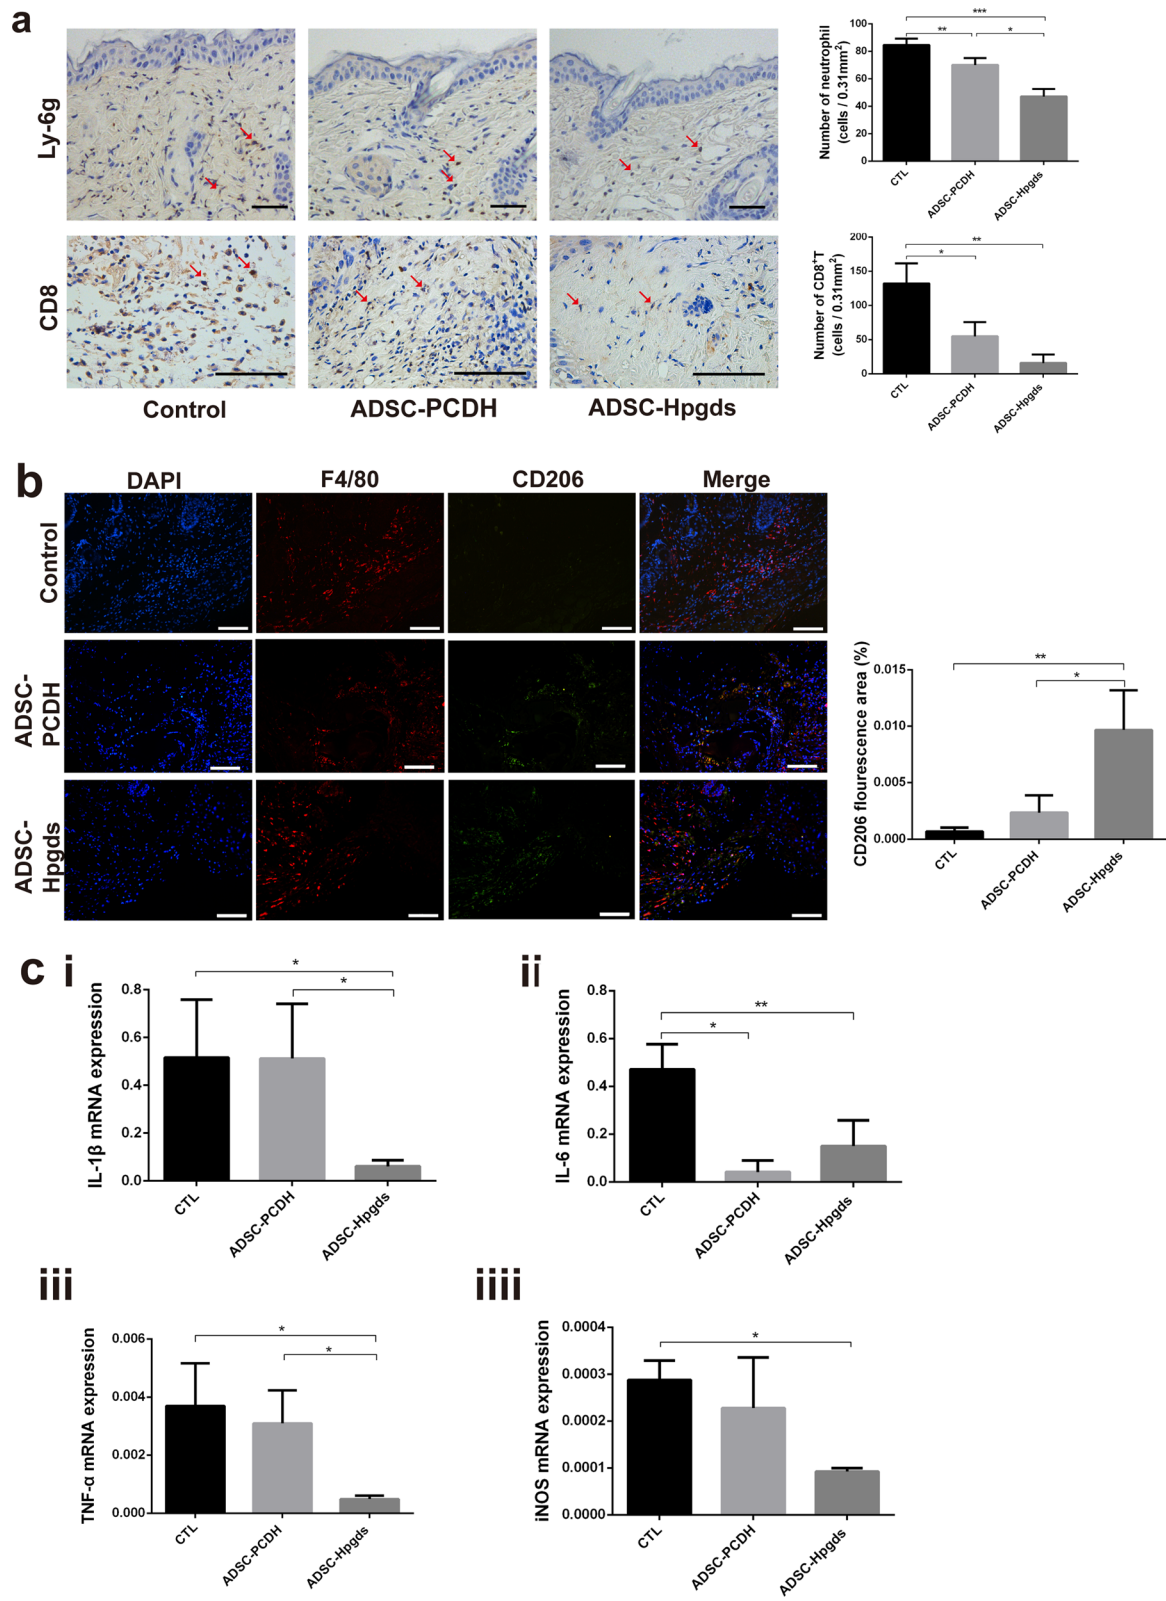 a
Ly-6g
CD8
Control
ADSC-PCDH
ADSC-Hpgds
Number of neutrophil
(cells / 0.31mm²)
100
80
60
40
20
0
***
**
*
CTL
ADSC-PCDH
ADSC-Hpgds
Number of CD8⁺T
(cells / 0.31mm²)
200
150
100
50
0
**
*
CTL
ADSC-PCDH
ADSC-Hpgds
b
DAPI
F4/80
CD206
Merge
Control
ADSC-
PCDH
ADSC-
Hpgds
CD206 flourescence area (%)
0.015
0.010
0.005
0.000
**
*
CTL
ADSC-PCDH
ADSC-Hpgds
c
i
IL-1β mRNA expression
0.8
0.6
0.4
0.2
0.0
*
*
CTL
ADSC-PCDH
ADSC-Hpgds
ii
IL-6 mRNA expression
0.8
0.6
0.4
0.2
0.0
**
*
CTL
ADSC-PCDH
ADSC-Hpgds
iii
TNF-α mRNA expression
0.006
0.004
0.002
0.000
*
*
CTL
ADSC-PCDH
ADSC-Hpgds
iiii
iNOS mRNA expression
0.0004
0.0003
0.0002
0.0001
0.0000
*
CTL
ADSC-PCDH
ADSC-Hpgds